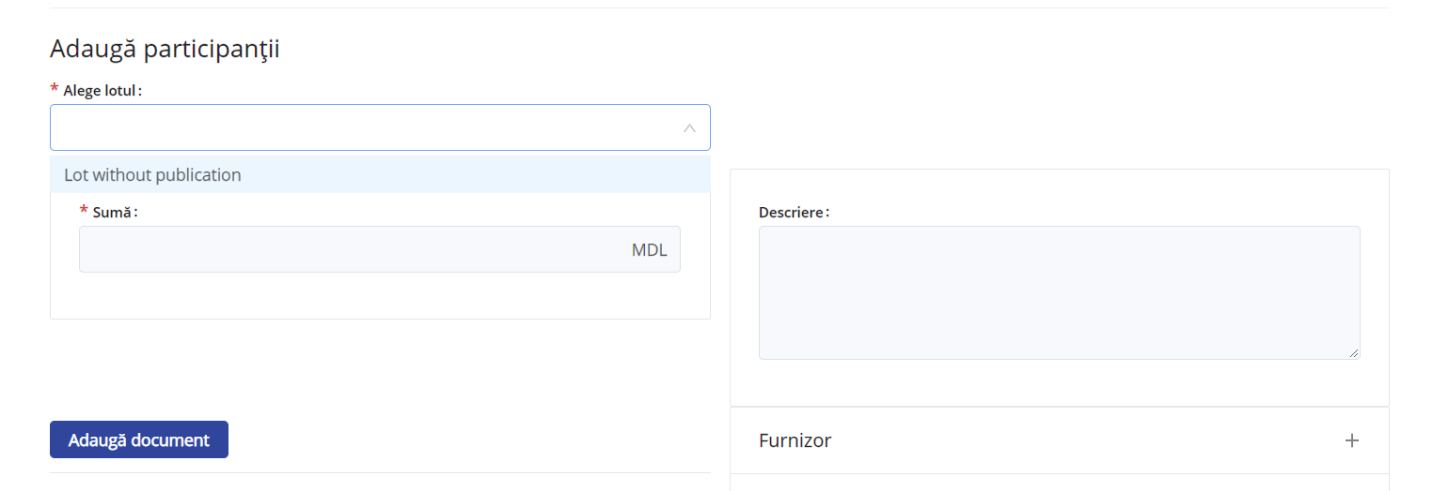 Adaugă participanţii
* Alege lotul:
Lot without publication
* Sumă:
MDL
Descriere:
Adaugă document
Furnizor